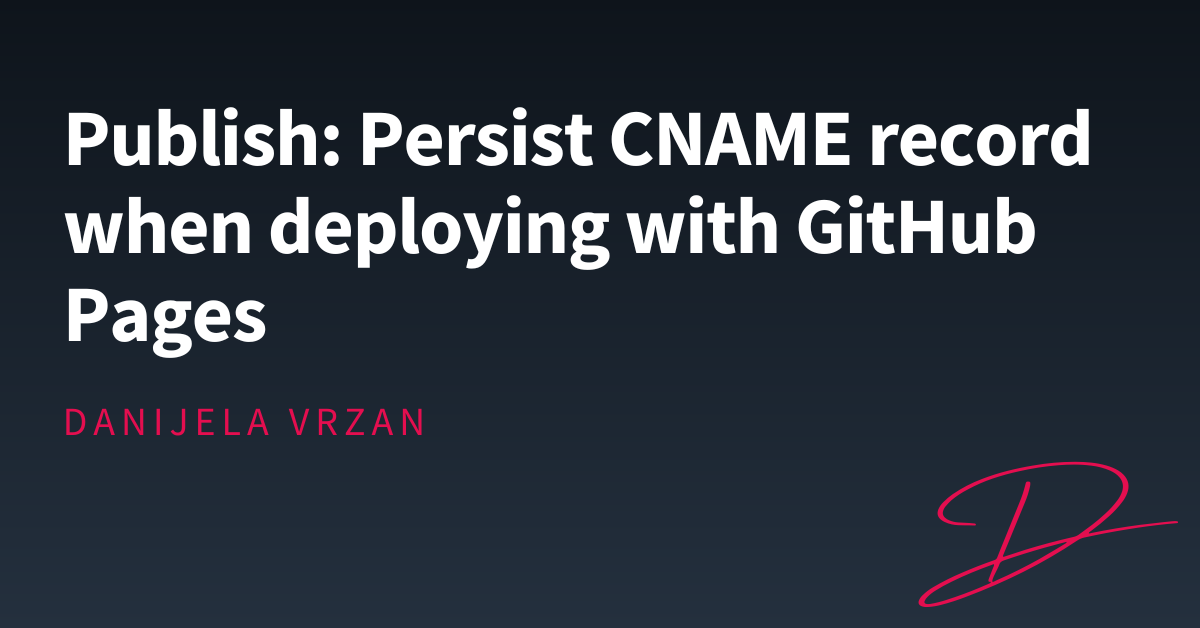 Publish: Persist CNAME record
when deploying with GitHub
Pages
DANIJELA VRZAN
D